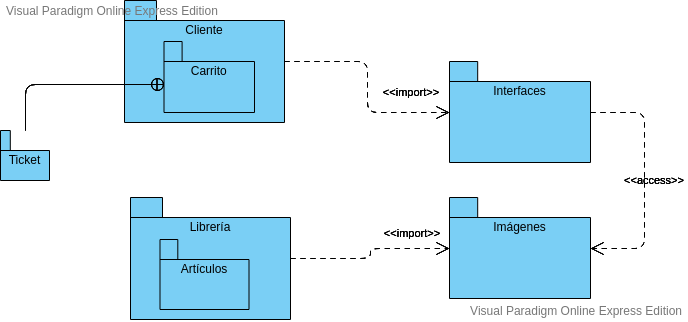 Visual Paradigm Online Express Edition
Cliente
Carrito
<<import>>
Interfaces
Ticket
<<access>>
Librería
<<import>>
Imágenes
Artículos
Visual Paradigm Online Express Edition